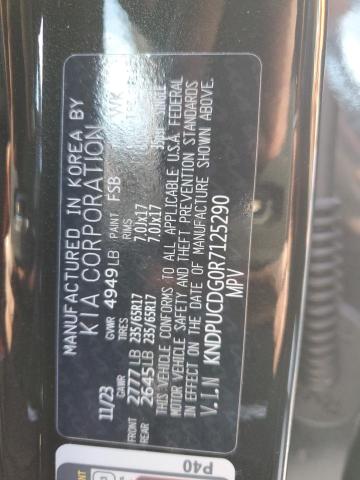 MANUFACTURED IN KOREA BY
KIA CORPORATION
11/23 GVWR 4949LB PAINT FSB
GAWR TIRES RIMS
FRONT 2777 LB 235/65R17 7.0Jx17
REAR 2645LB 235/65R17 7.0Jx17 SINGLE
THIS VEHICLE CONFORMS TO ALL APPLICABLE U.S.A. FEDERAL
MOTOR VEHICLE SAFETY AND THEFT PREVENTION STANDARDS
IN EFFECT ON THE DATE OF MANUFACTURE SHOWN ABOVE.
V.I.N KNDPUCDG0R7125290
MPV
P40